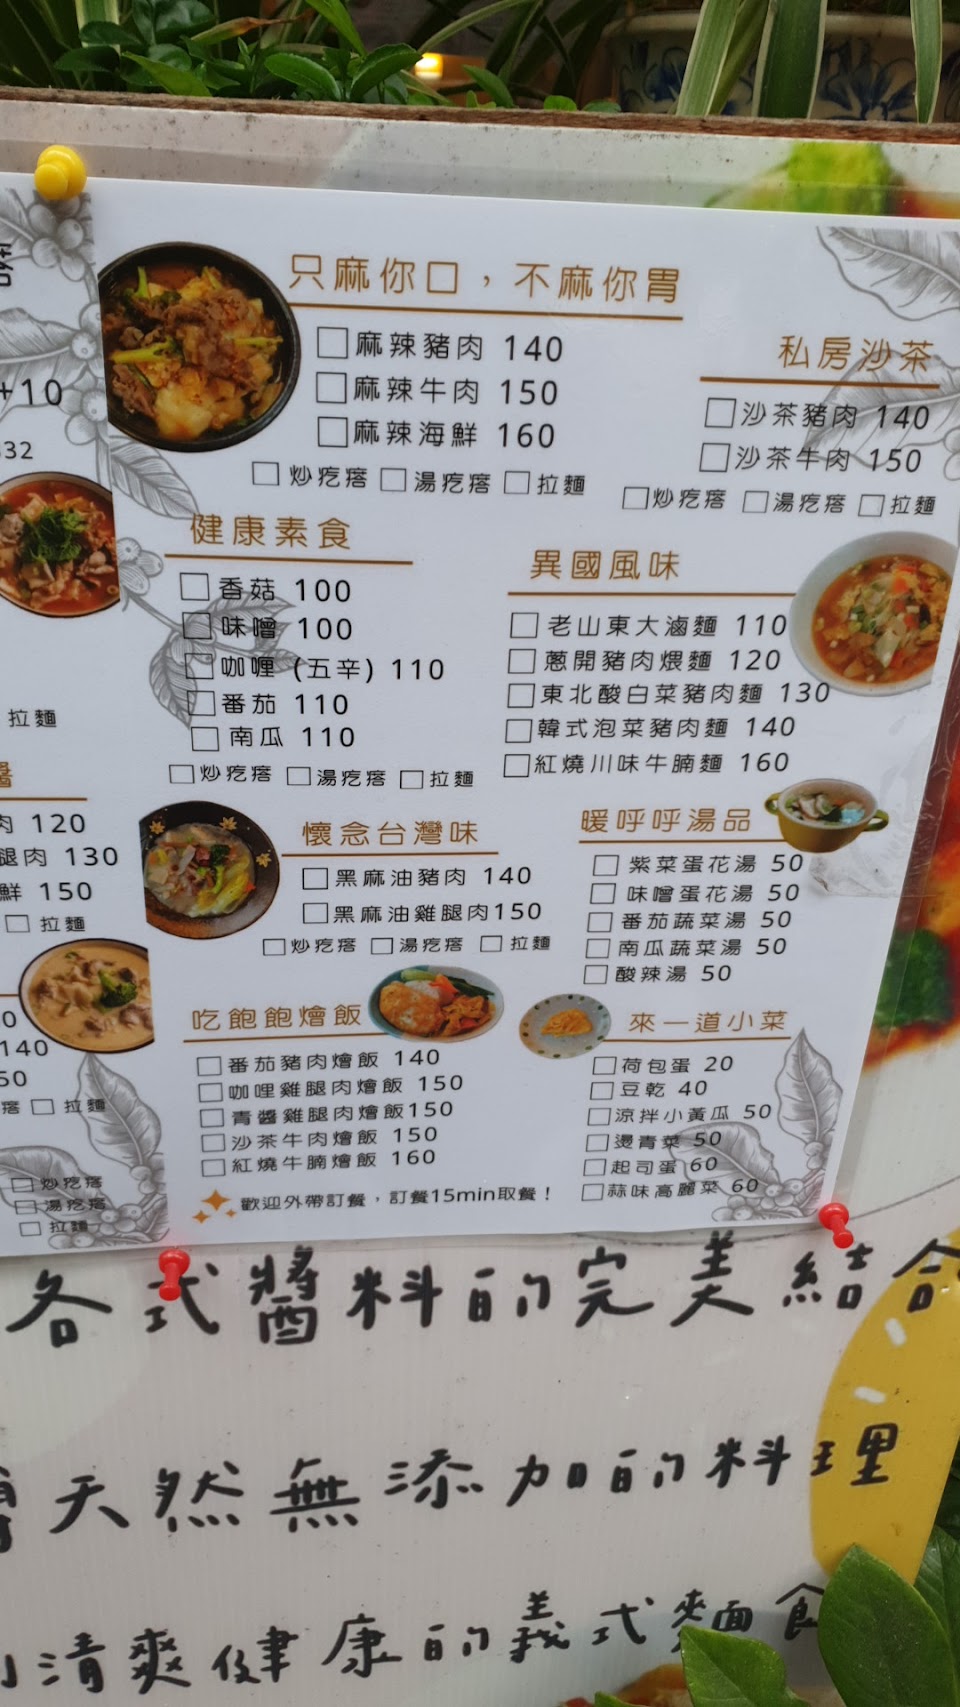 只麻你口，不麻你胃
麻辣豬肉 140
麻辣牛肉 150
麻辣海鮮 160
炒疙瘩 湯疙瘩 拉麵
私房沙茶
沙茶豬肉 140
沙茶牛肉 150
炒疙瘩 湯疙瘩 拉麵
健康素食
香菇 100
味噌 100
咖喱 (五辛) 110
番茄 110
南瓜 110
炒疙瘩 湯疙瘩 拉麵
異國風味
老山東大滷麵 110
蔥開豬肉煨麵 120
東北酸白菜豬肉麵 130
韓式泡菜豬肉麵 140
紅燒川味牛腩麵 160
懷念台灣味
黑麻油豬肉 140
黑麻油雞腿肉150
炒疙瘩 湯疙瘩 拉麵
暖呼呼湯品
紫菜蛋花湯 50
味噌蛋花湯 50
番茄蔬菜湯 50
南瓜蔬菜湯 50
酸辣湯 50
吃飽飽燴飯
番茄豬肉燴飯 140
咖哩雞腿肉燴飯 150
青醬雞腿肉燴飯150
沙茶牛肉燴飯 150
紅燒牛腩燴飯 160
歡迎外帶訂餐，訂餐15min取餐！
來一道小菜
荷包蛋 20
豆乾 40
涼拌小黃瓜 50
燙青菜 50
起司蛋 60
蒜味高麗菜 60
+10
32
拉麵
肉 120
腿肉 130
鮮 150
拉麵
0
140
50
瘩 拉麵
炒疙瘩
湯疙瘩
拉麵
各式醬料的完美結合
天然無添加的料理
清爽健康的義式麵食